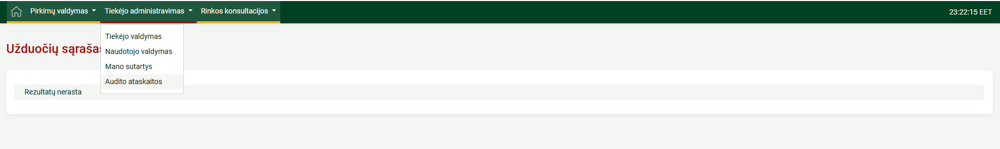 Pirkimų valdymas Tiekėjo administravimas Rinkos konsultacijos 23:22:15 EET
Tiekėjo valdymas
Užduočių sąrašas
Naudotojo valdymas
Mano sutartys
Audito ataskaitos
Rezultatų nerasta